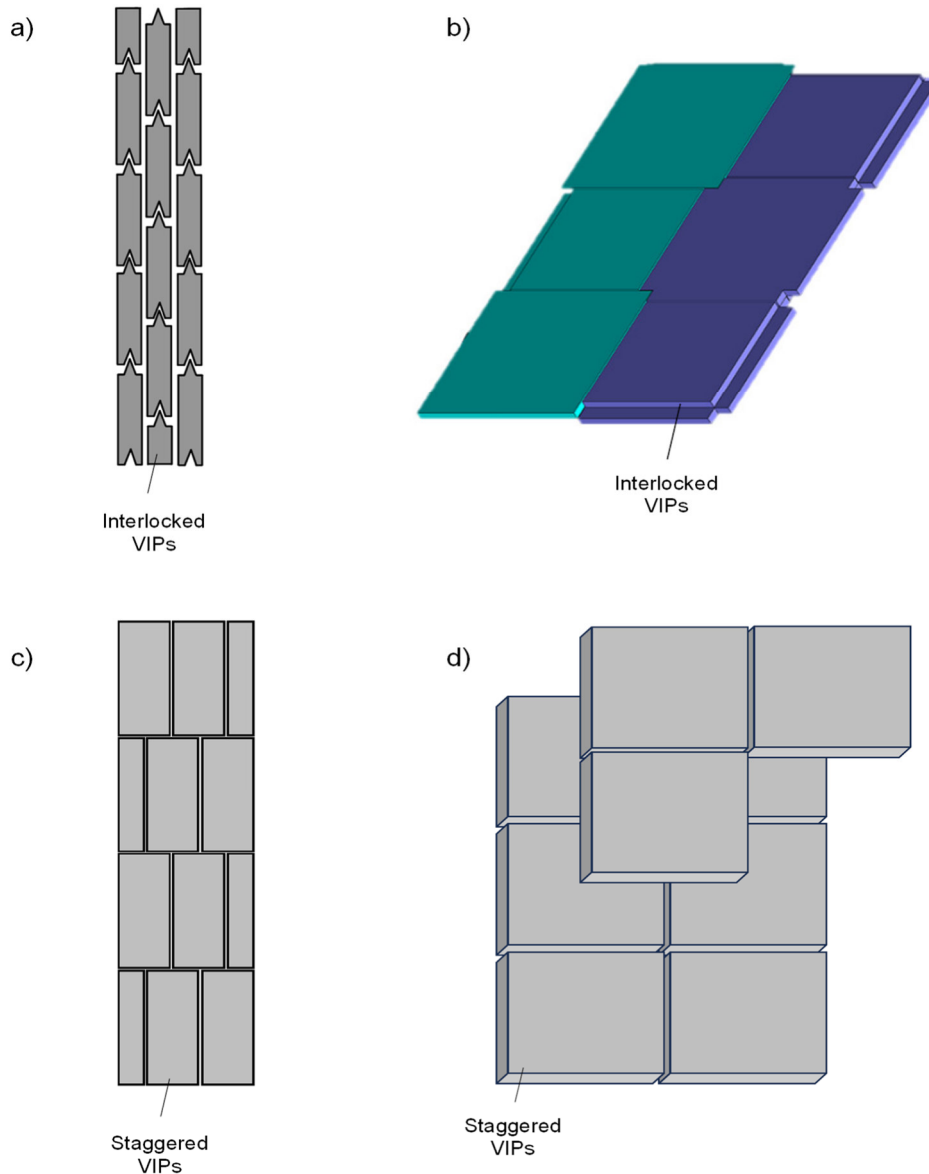 a)
b)
Interlocked
VIPs
Interlocked
VIPs
c)
d)
Staggered
VIPs
Staggered
VIPs